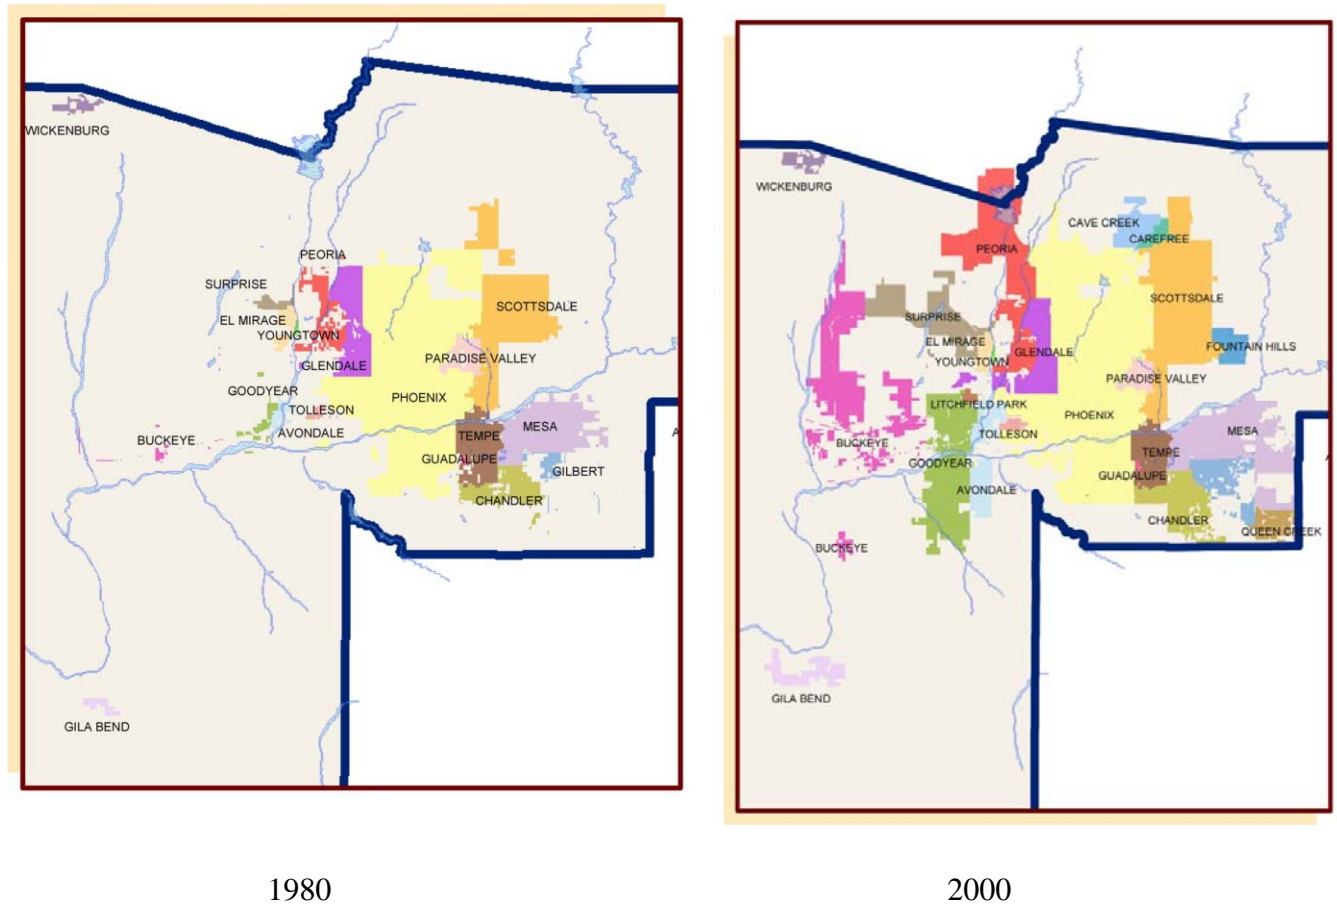 WICKENBURG
PEORIA
SURPRISE
SCOTTSDALE
EL MIRAGE
YOUNGTOWN
PARADISE VALLEY
GLENDALE
GOODYEAR
PHOENIX
TOLLESON
AVONDALE
MESA
TEMPE
BUCKEYE
GUADALUPE
GILBERT
CHANDLER
GILA BEND
A
1980
WICKENBURG
CAVE CREEK
CAREFREE
PEORIA
SCOTTSDALE
SURPRISE
EL MIRAGE
FOUNTAIN HILLS
GLENDALE
YOUNGTOWN
PARADISE VALLEY
LITCHFIELD PARK
PHOENIX
TOLLESON
MESA
BUCKEYE
TEMPE
GOODYEAR
GUADALUPE
AVONDALE
CHANDLER
QUEEN CREEK
BUCKEYE
GILA BEND
2000